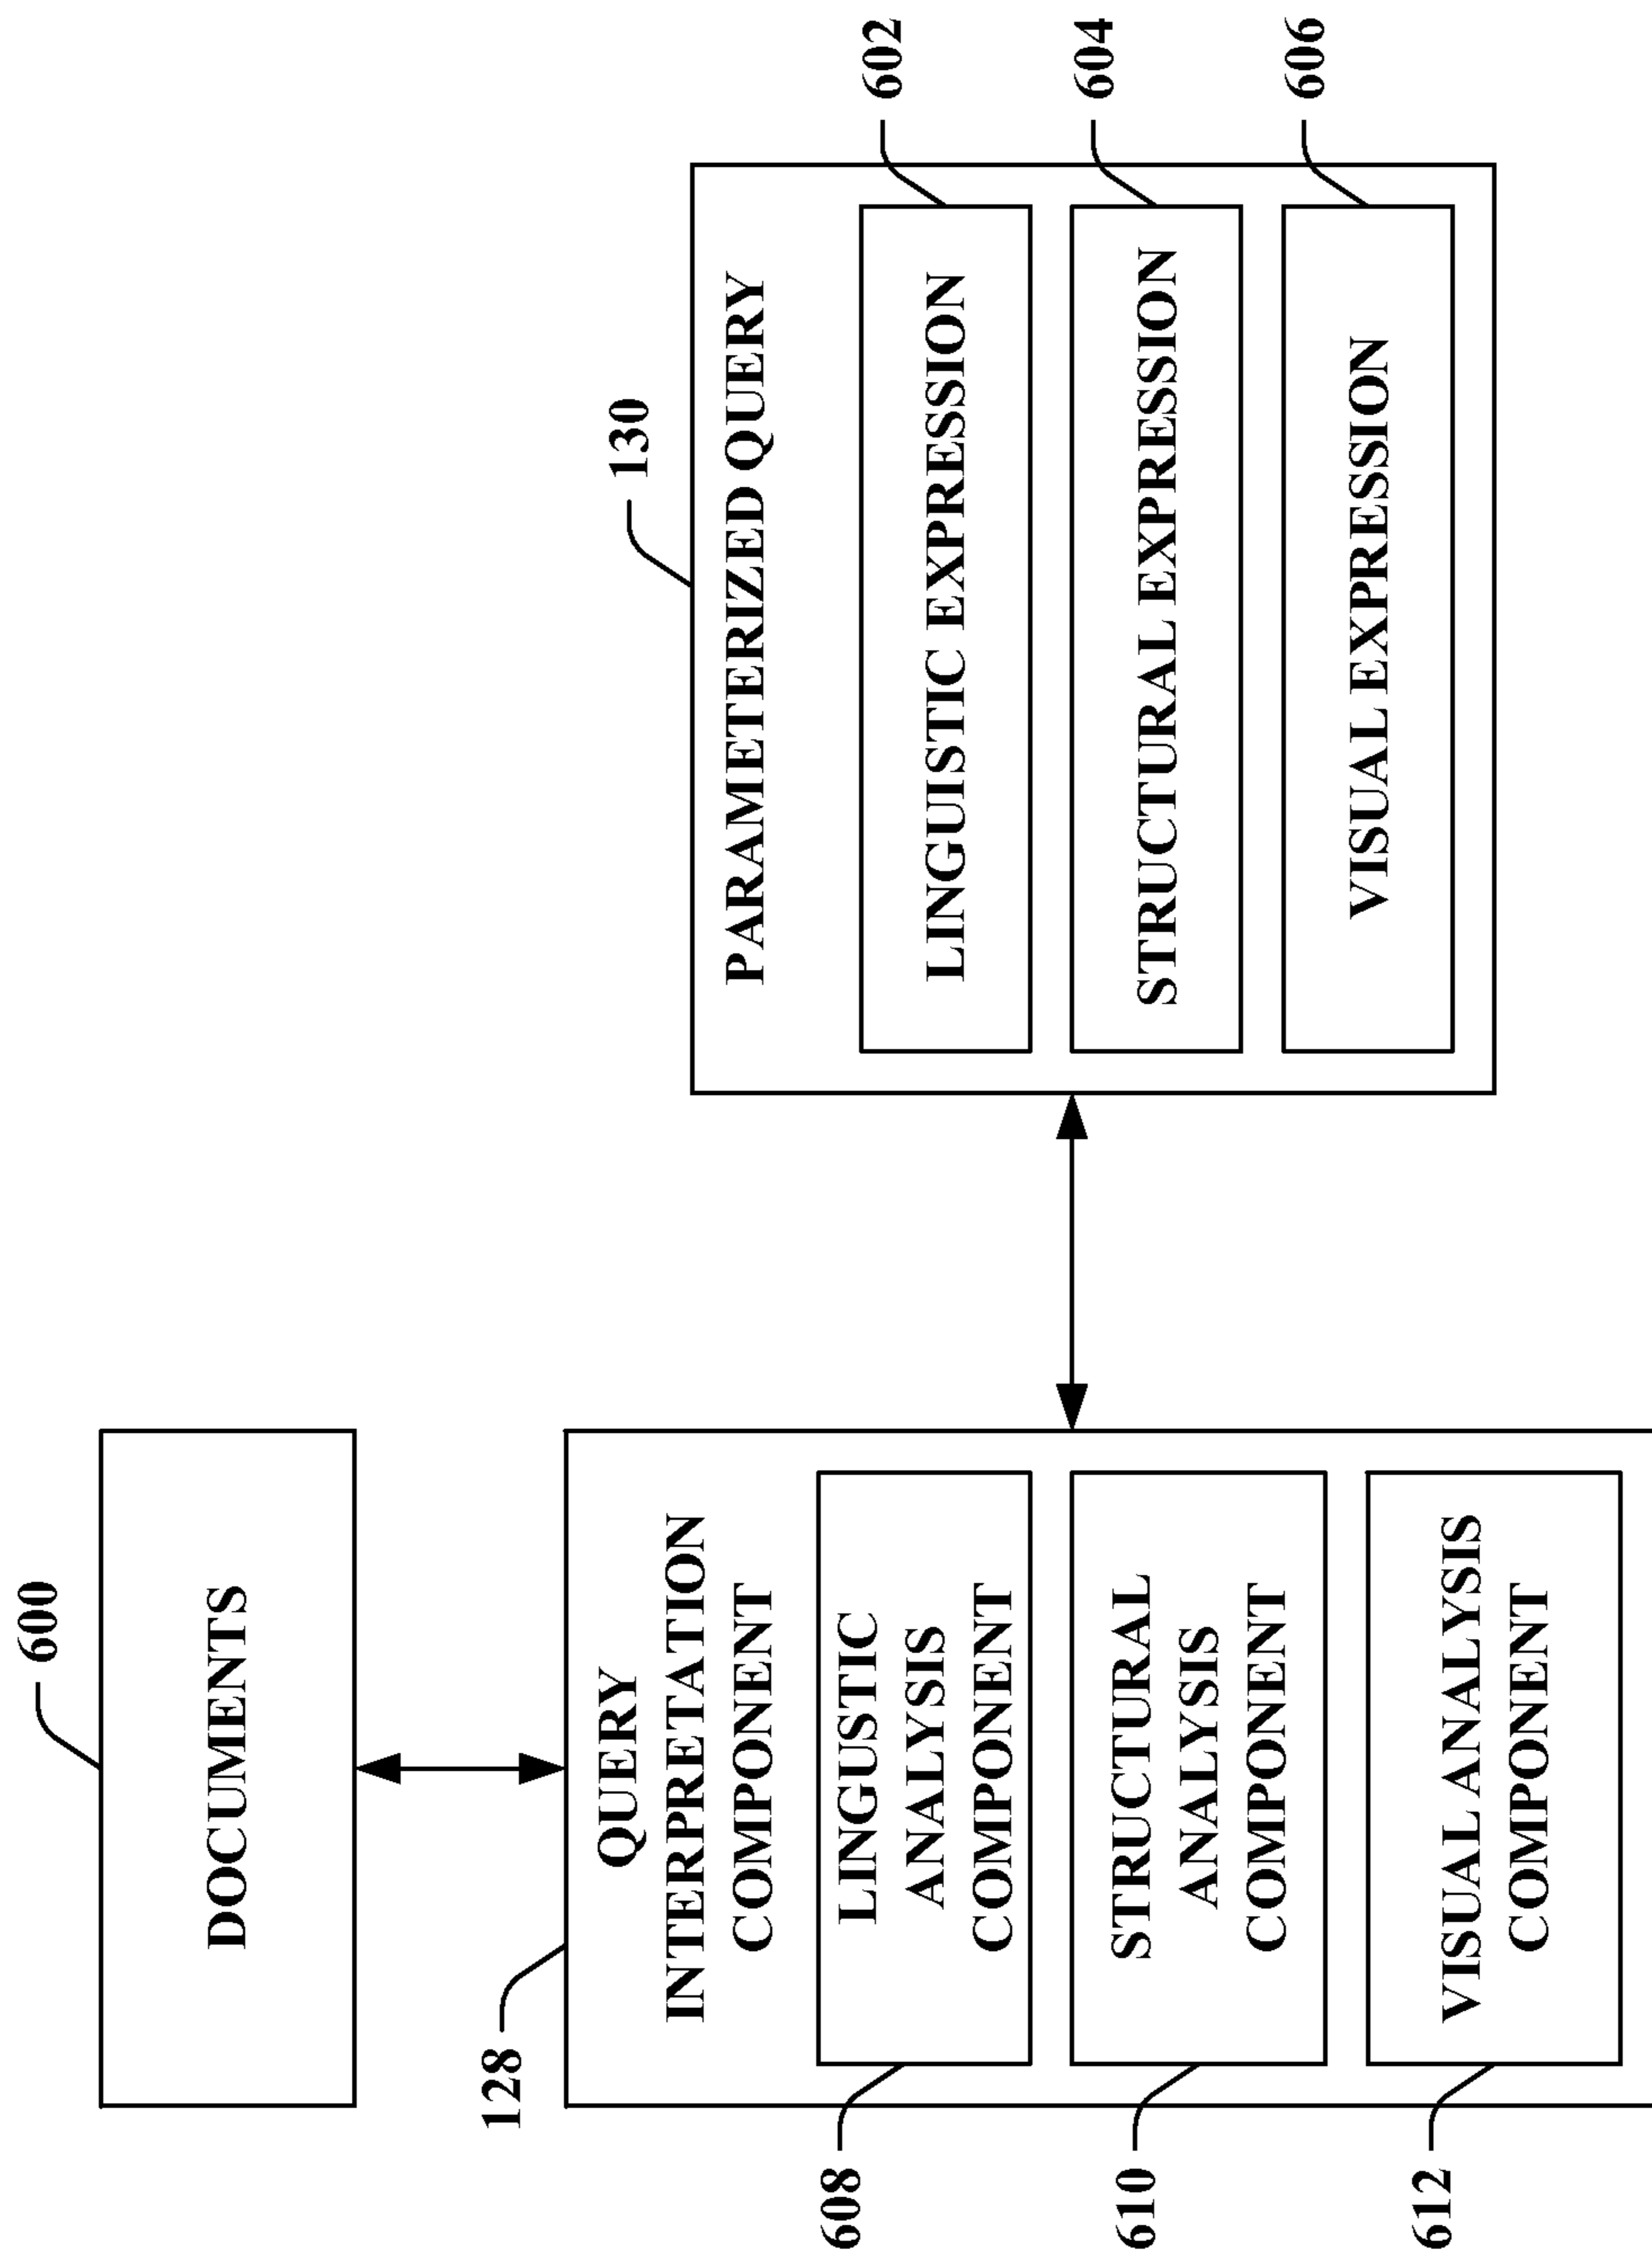 600
DOCUMENTS
128
QUERY
INTERPRETATION
COMPONENT
608
LINGUSTIC
ANALYSIS
COMPONENT
610
STRUCTURAL
ANALYSIS
COMPONENT
612
VISUAL ANALYSIS
COMPONENT
130
PARAMETERIZED QUERY
602
LINGUISTIC EXPRESSION
604
STRUCTURAL EXPRESSION
606
VISUAL EXPRESSION